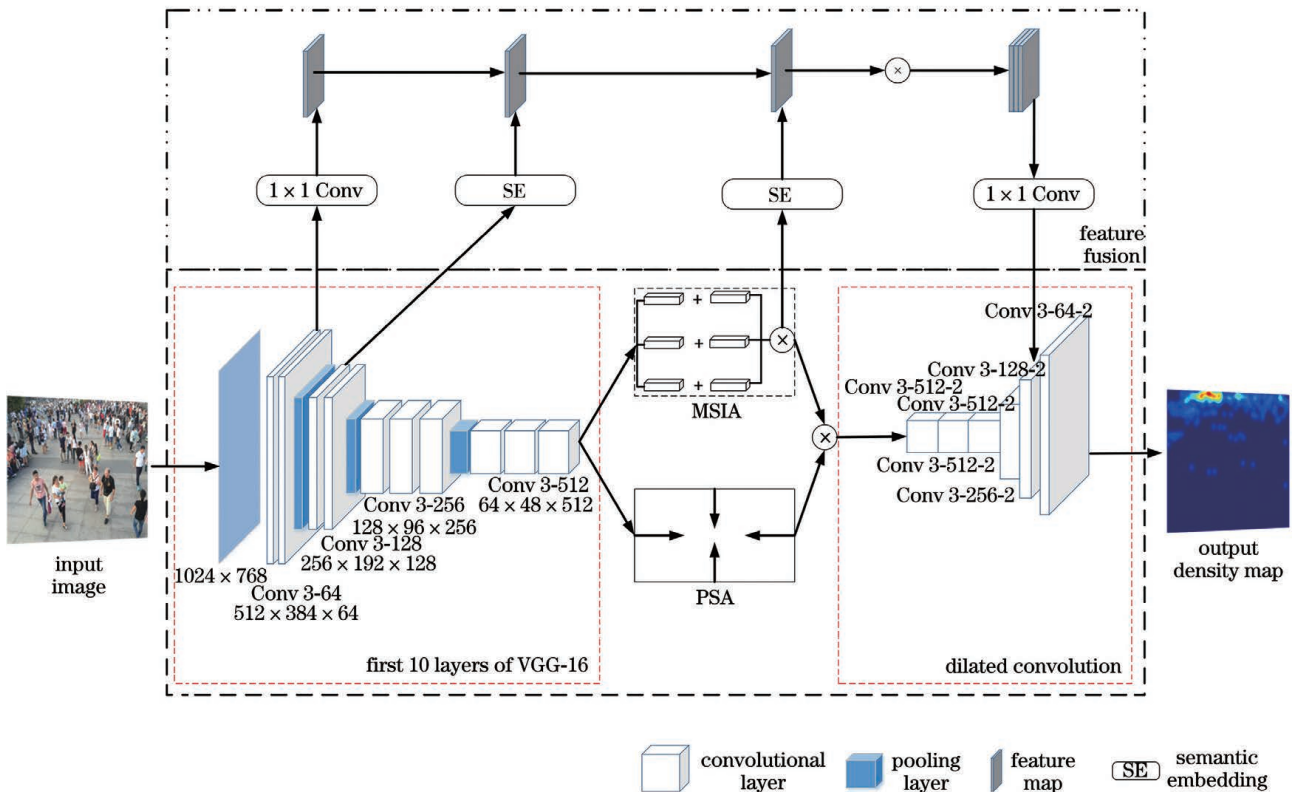 1 × 1 Conv
SE
SE
1 × 1 Conv
feature
fusion
Conv 3-64-2
Conv 3-128-2
Conv 3-512-2
Conv 3-512-2
MSIA
Conv 3-512-2
Conv 3-256-2
Conv 3-512
64 × 48 × 512
Conv 3-256
128 × 96 × 256
Conv 3-128
256 × 192 × 128
1024 × 768
Conv 3-64
512 × 384 × 64
input
image
PSA
output
density map
first 10 layers of VGG-16
dilated convolution
convolutional
layer
pooling
layer
feature
map
SE
semantic
embedding